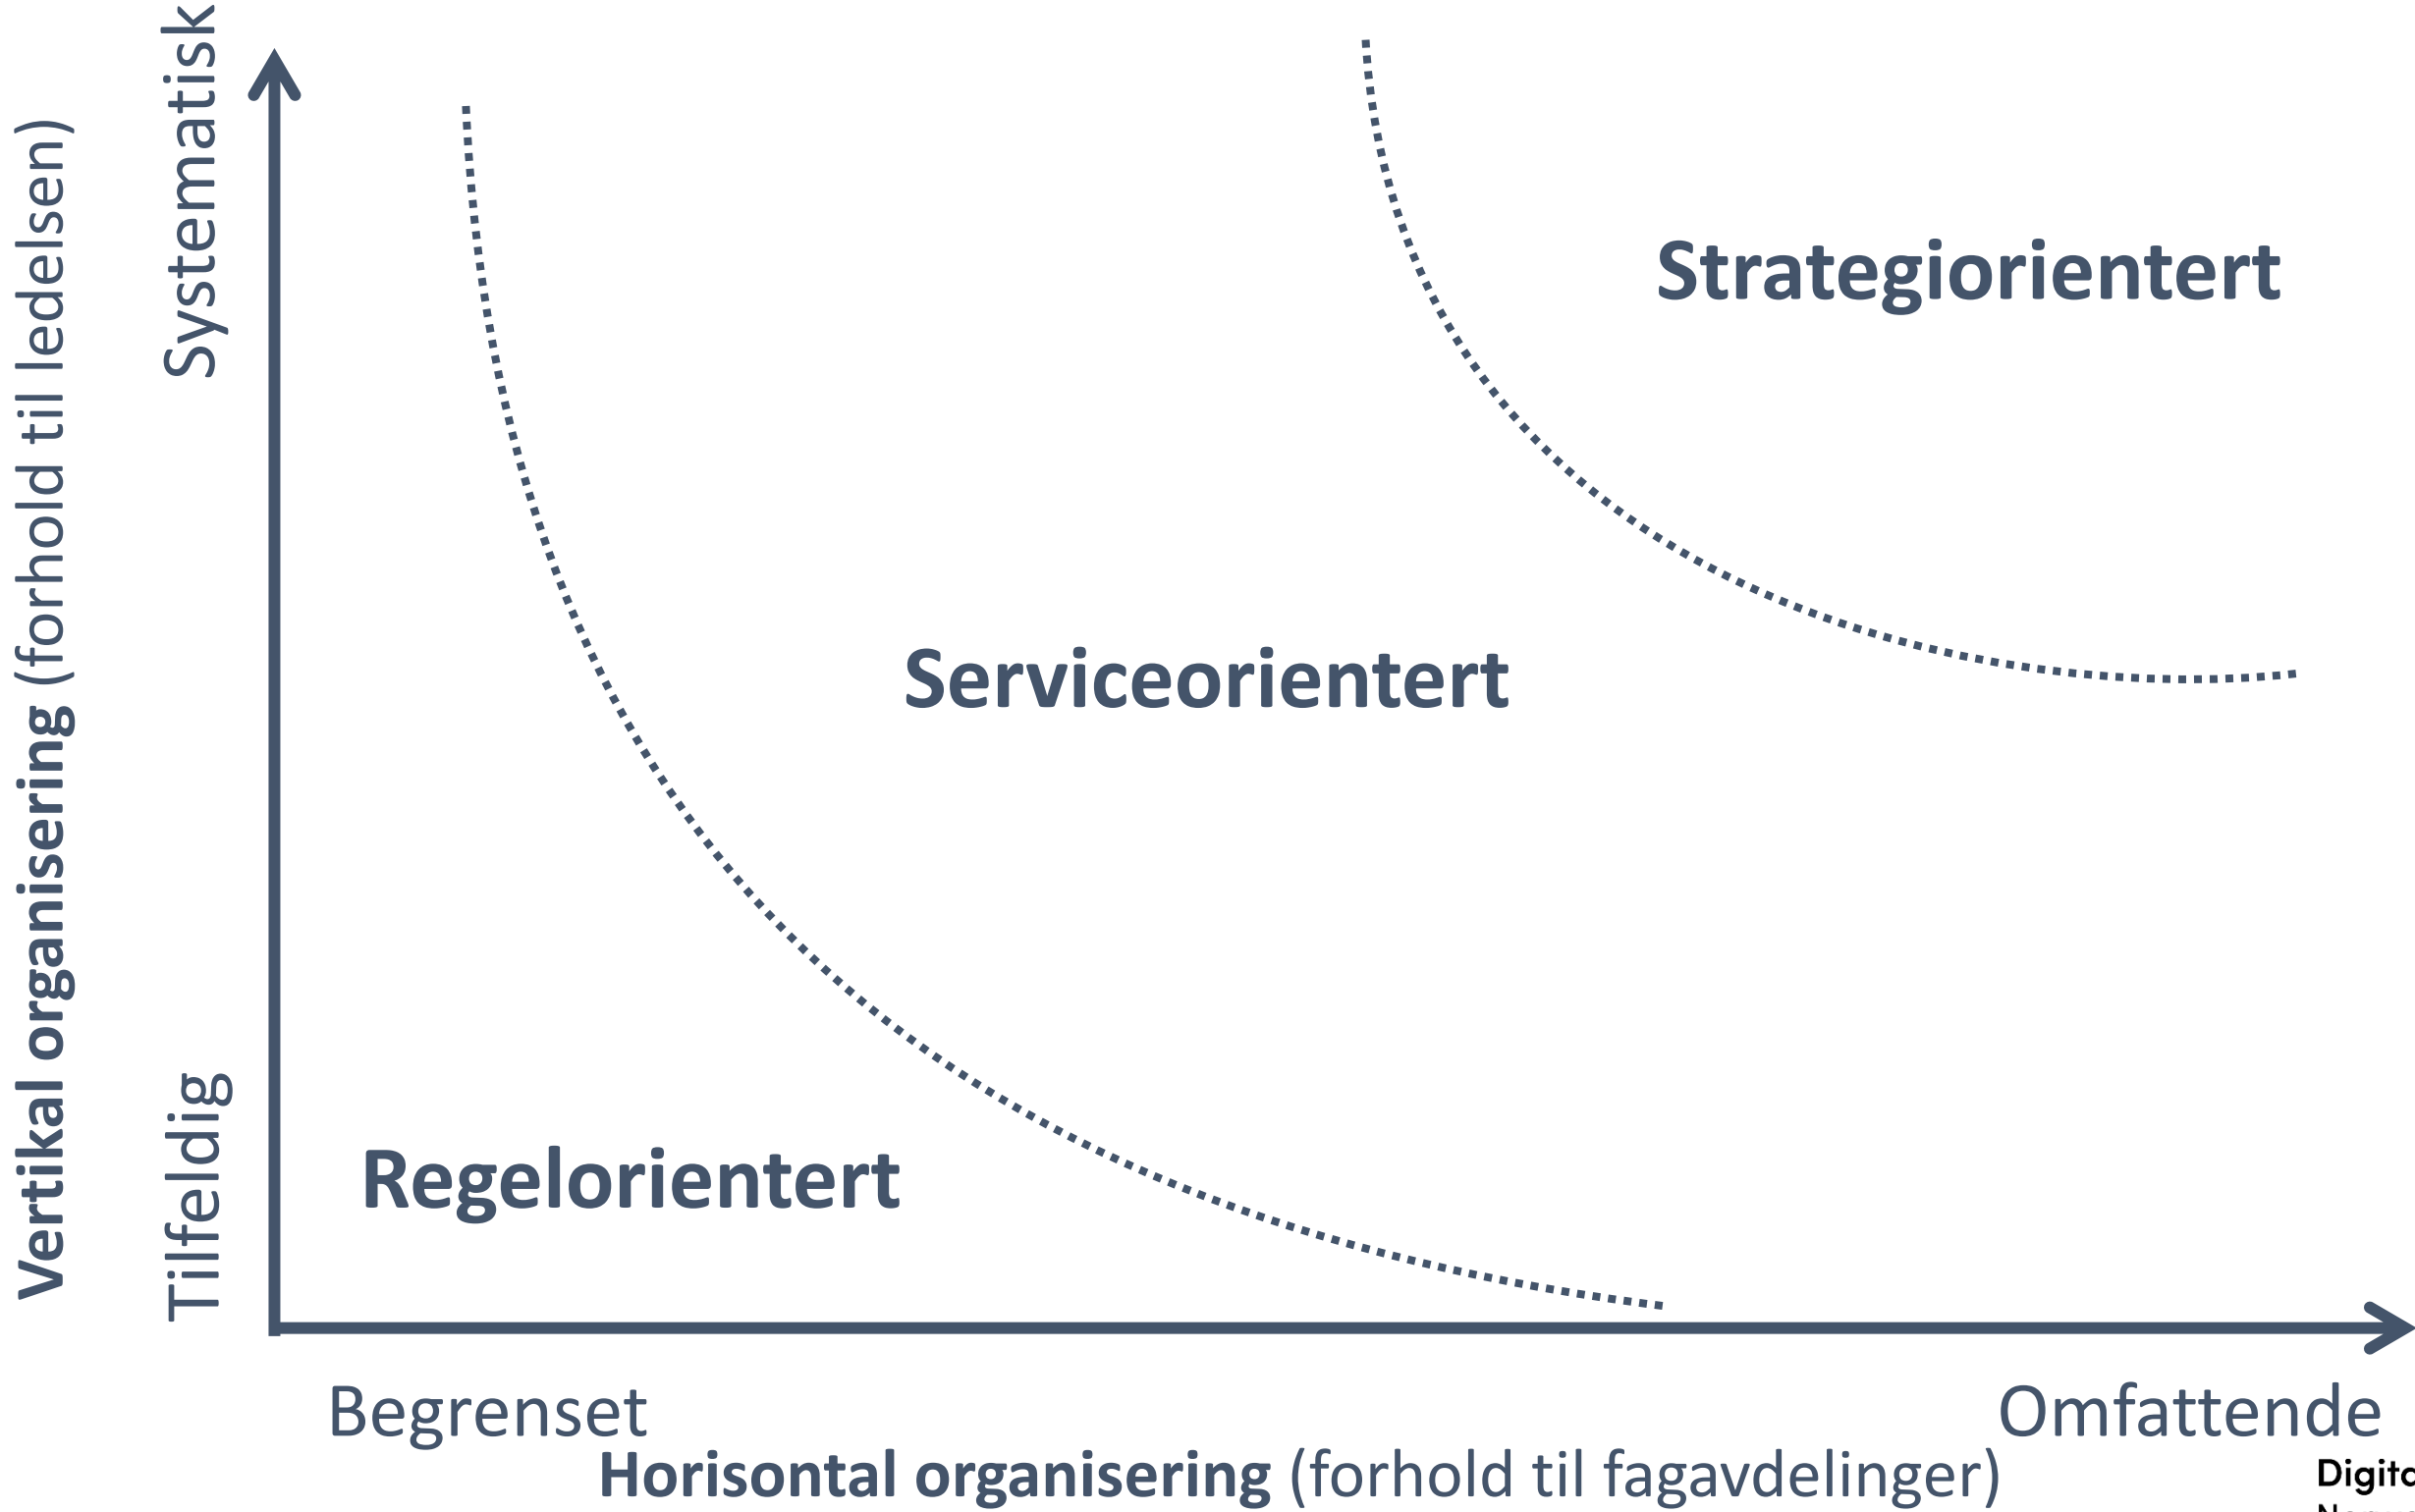 Vertikal organisering (forhold til ledelsen)
Systematisk
Tilfeldig
Strategiorientert
Serviceorientert
Regelorientert
Begrenset
Omfattende
Horisontal organisering (forhold til fagavdelinger)